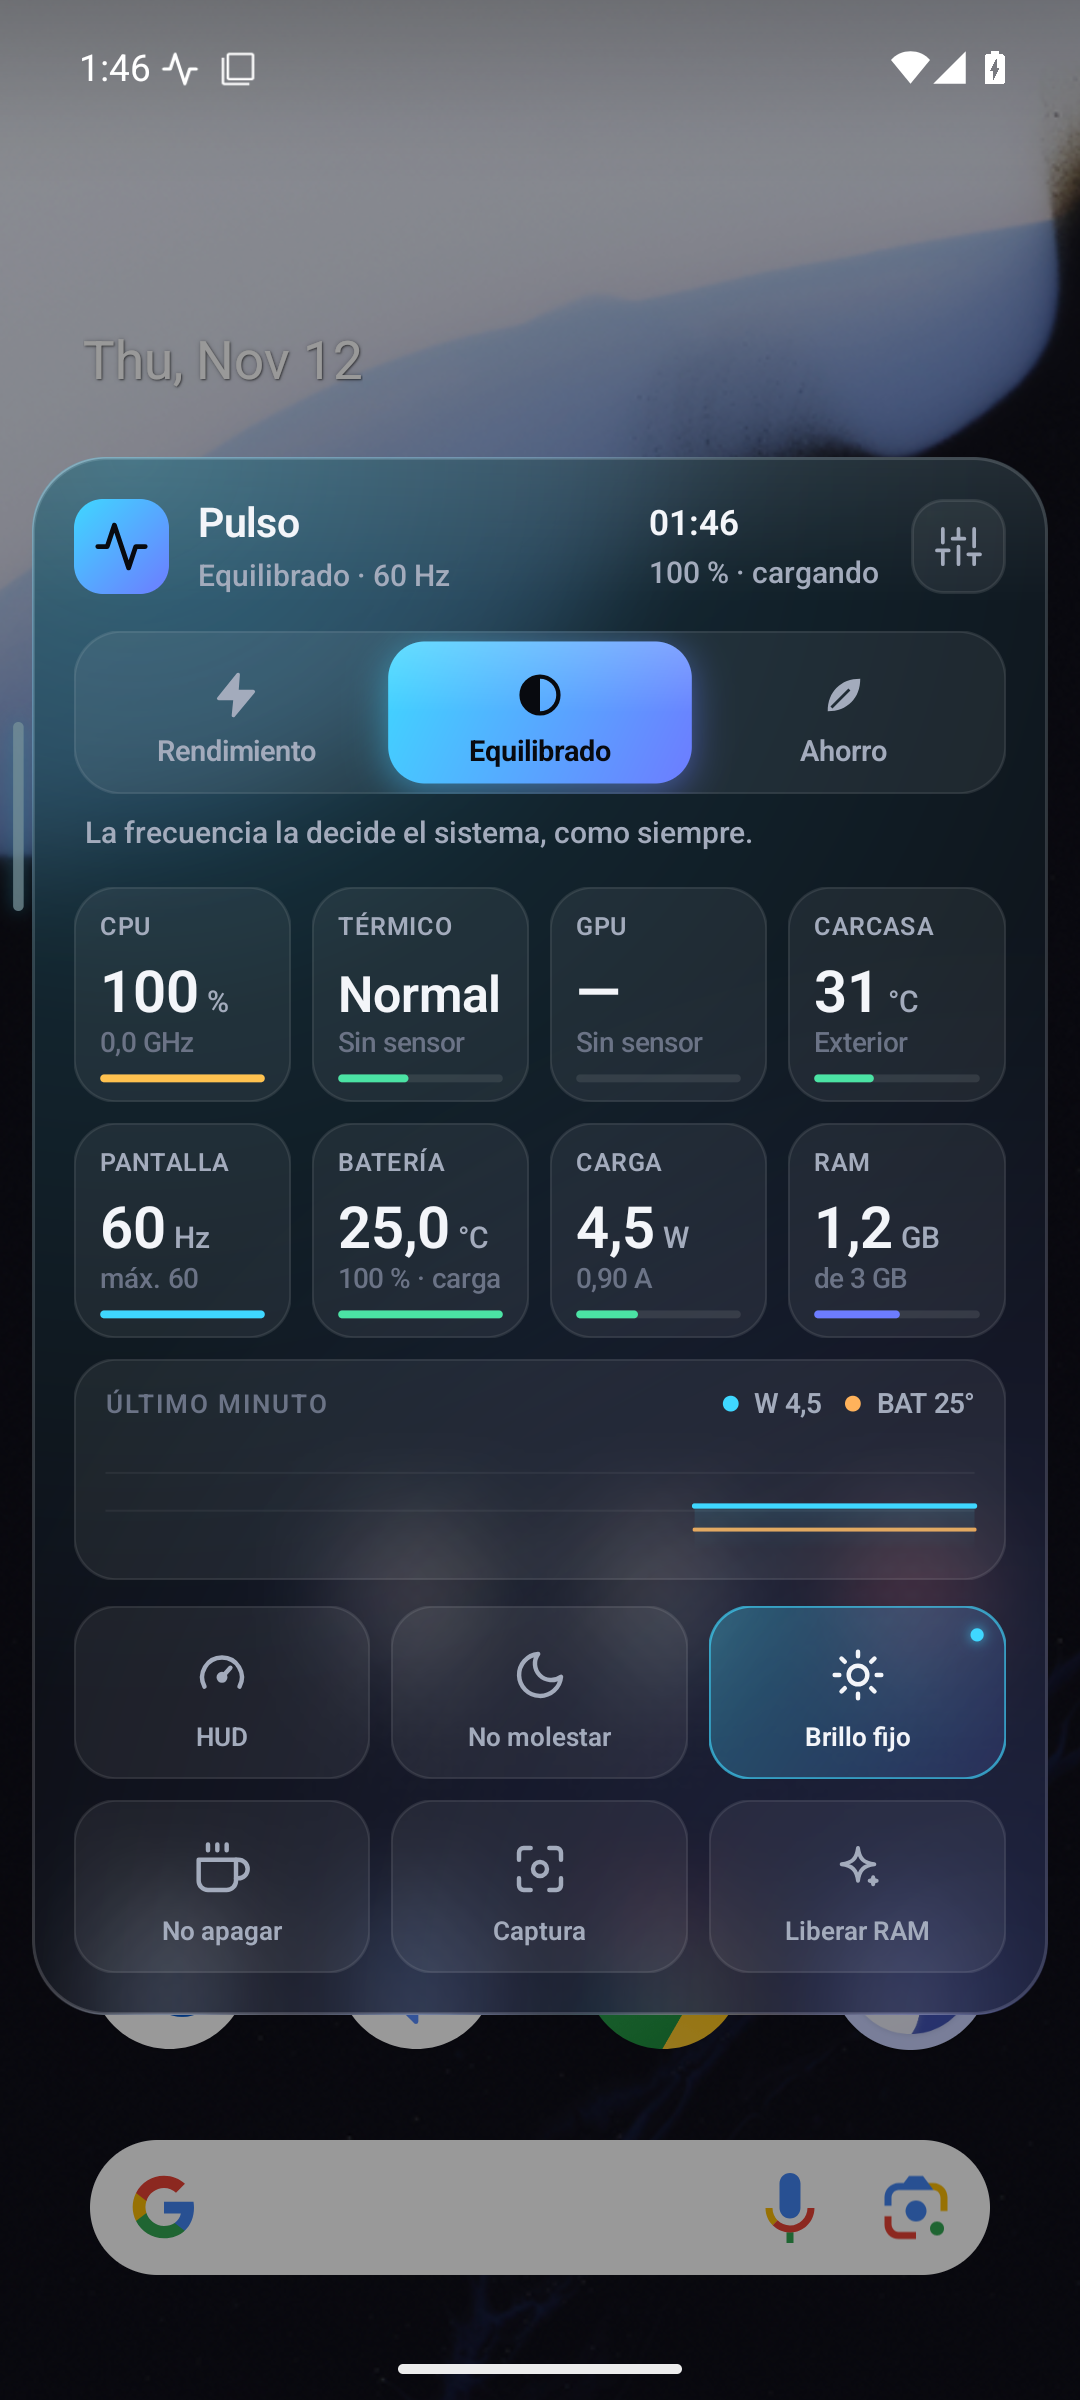 1:46
Thu, Nov 12
Pulso
Equilibrado · 60 Hz
01:46
100 % · cargando
Rendimiento
Equilibrado
Ahorro
La frecuencia la decide el sistema, como siempre.
CPU
100 %
0,0 GHz
TÉRMICO
Normal
Sin sensor
GPU
—
Sin sensor
CARCASA
31 °C
Exterior
PANTALLA
60 Hz
máx. 60
BATERÍA
25,0 °C
100 % · carga
CARGA
4,5 W
0,90 A
RAM
1,2 GB
de 3 GB
ÚLTIMO MINUTO
W 4,5
BAT 25°
HUD
No molestar
Brillo fijo
No apagar
Captura
Liberar RAM